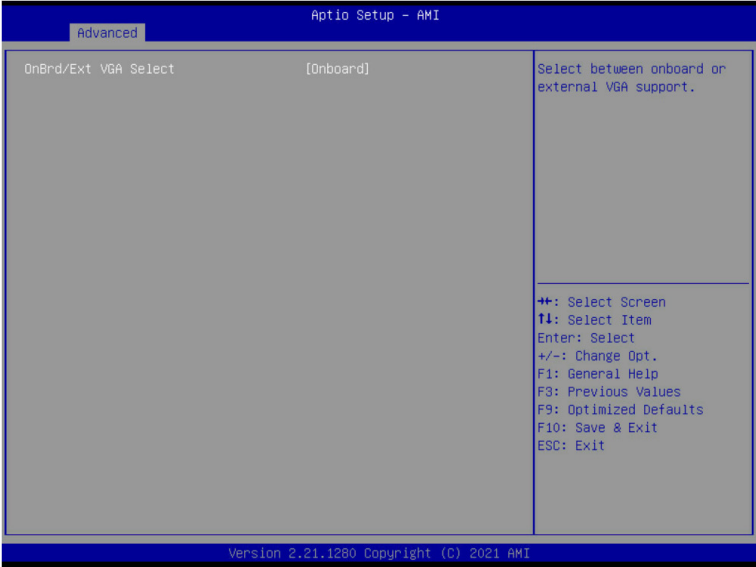 Aptio Setup – AMI
Advanced
OnBrd/Ext VGA Select [Onboard]
Select between onboard or
external VGA support.
→←: Select Screen
↑↓: Select Item
Enter: Select
+/-: Change Opt.
F1: General Help
F3: Previous Values
F9: Optimized Defaults
F10: Save & Exit
ESC: Exit
Version 2.21.1280 Copyright (C) 2021 AMI